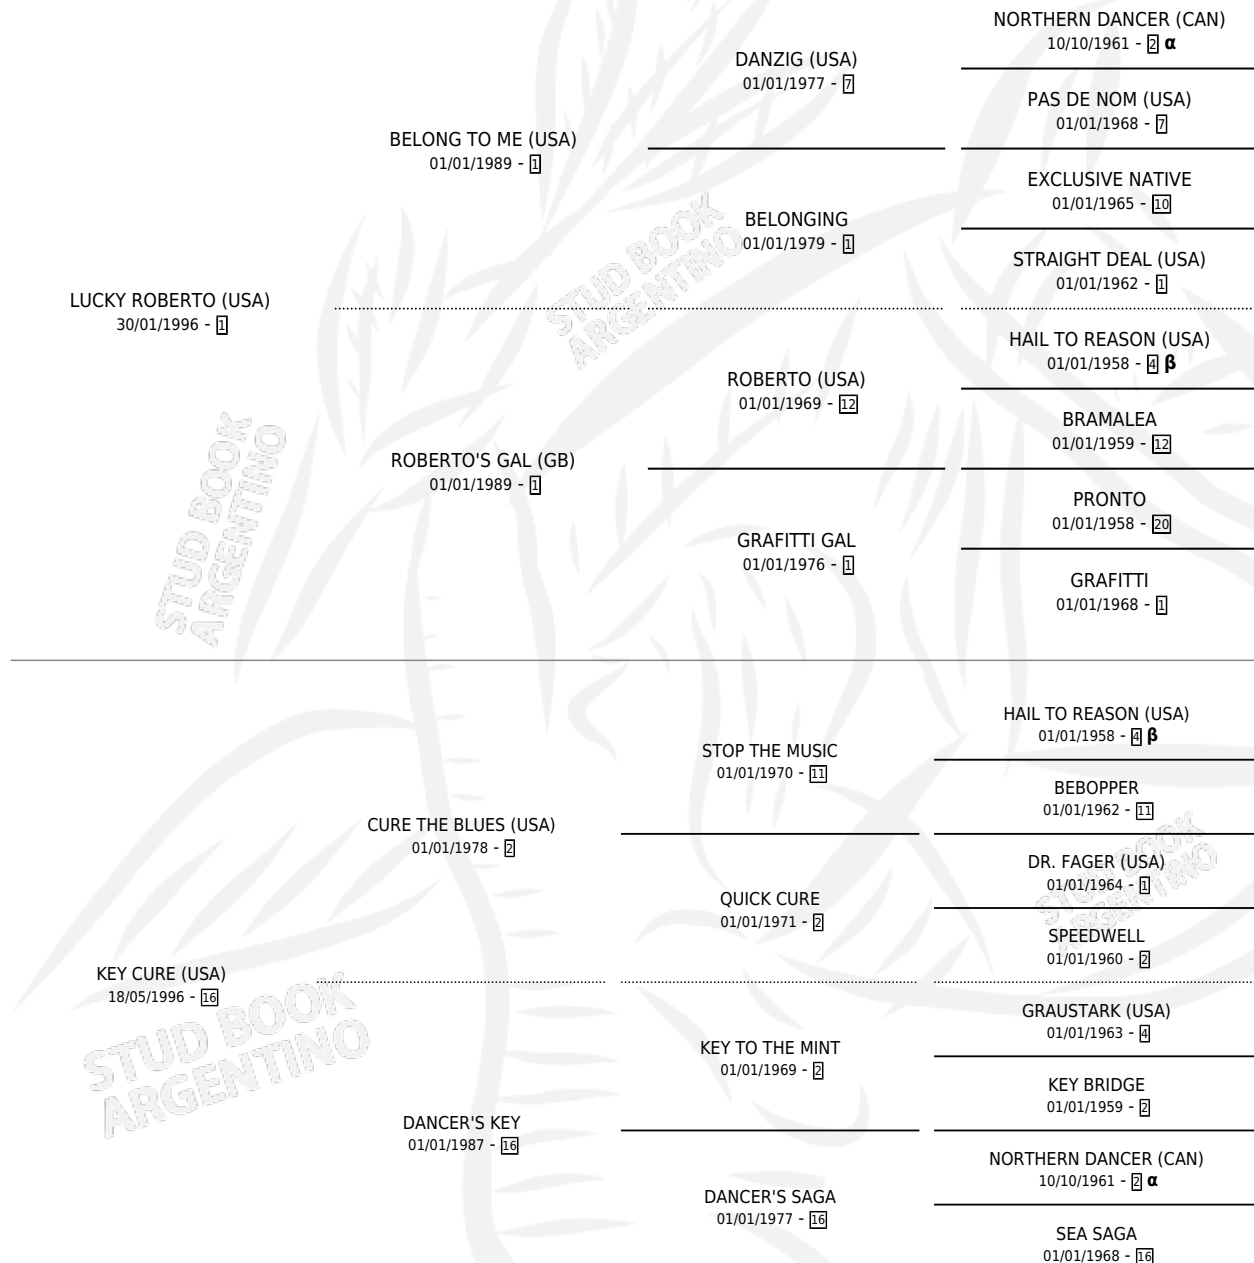 NORTHERN DANCER (CAN)
10/10/1961 - 2 α
DANZIG (USA)
01/01/1977 - 7
PAS DE NOM (USA)
01/01/1968 - 7
BELONG TO ME (USA)
01/01/1989 - 1
EXCLUSIVE NATIVE
01/01/1965 - 10
BELONGING
01/01/1979 - 1
STRAIGHT DEAL (USA)
01/01/1962 - 1
LUCKY ROBERTO (USA)
30/01/1996 - 1
HAIL TO REASON (USA)
01/01/1958 - 4 β
ROBERTO (USA)
01/01/1969 - 12
BRAMALEA
01/01/1959 - 12
ROBERTO'S GAL (GB)
01/01/1989 - 1
PRONTO
01/01/1958 - 20
GRAFITTI GAL
01/01/1976 - 1
GRAFITTI
01/01/1968 - 1
HAIL TO REASON (USA)
01/01/1958 - 4 β
STOP THE MUSIC
01/01/1970 - 11
BEBOPPER
01/01/1962 - 11
CURE THE BLUES (USA)
01/01/1978 - 2
DR. FAGER (USA)
01/01/1964 - 1
QUICK CURE
01/01/1971 - 2
SPEEDWELL
01/01/1960 - 2
KEY CURE (USA)
18/05/1996 - 16
GRAUSTARK (USA)
01/01/1963 - 4
KEY TO THE MINT
01/01/1969 - 2
KEY BRIDGE
01/01/1959 - 2
DANCER'S KEY
01/01/1987 - 16
NORTHERN DANCER (CAN)
10/10/1961 - 2 α
DANCER'S SAGA
01/01/1977 - 16
SEA SAGA
01/01/1968 - 16
STUD BOOK
ARGENTINO
STUD BOOK
ARGENTINO
STUD BOOK
ARGENTINO
STUD BOOK
ARGENTINO